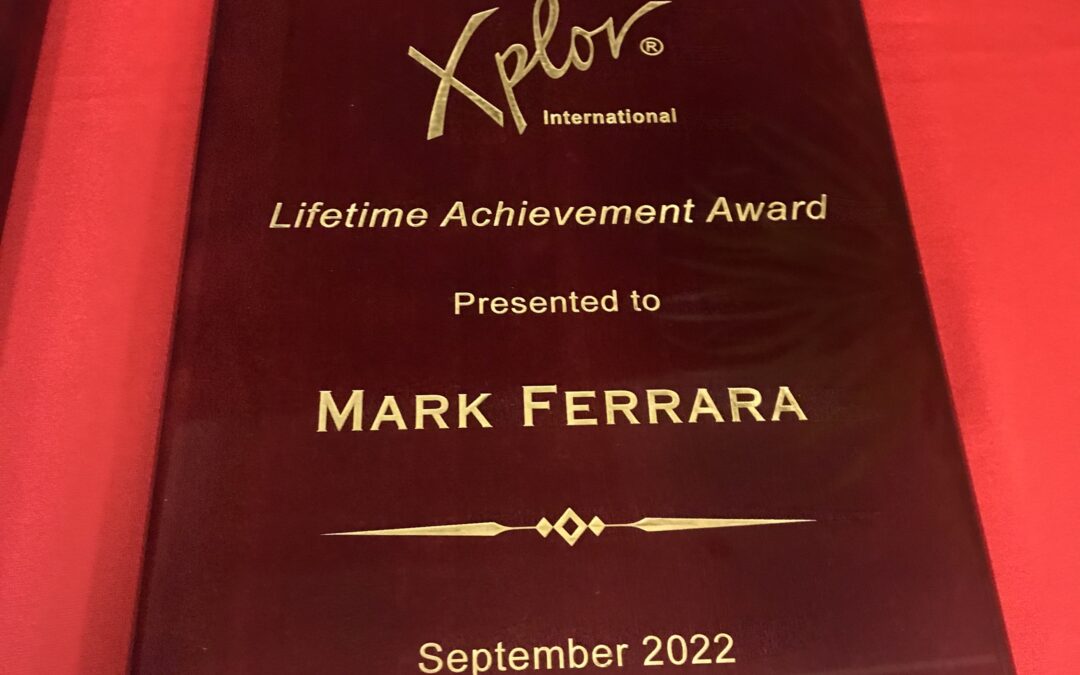 Xplor®
International
Lifetime Achievement Award
Presented to
MARK FERRARA
September 2022